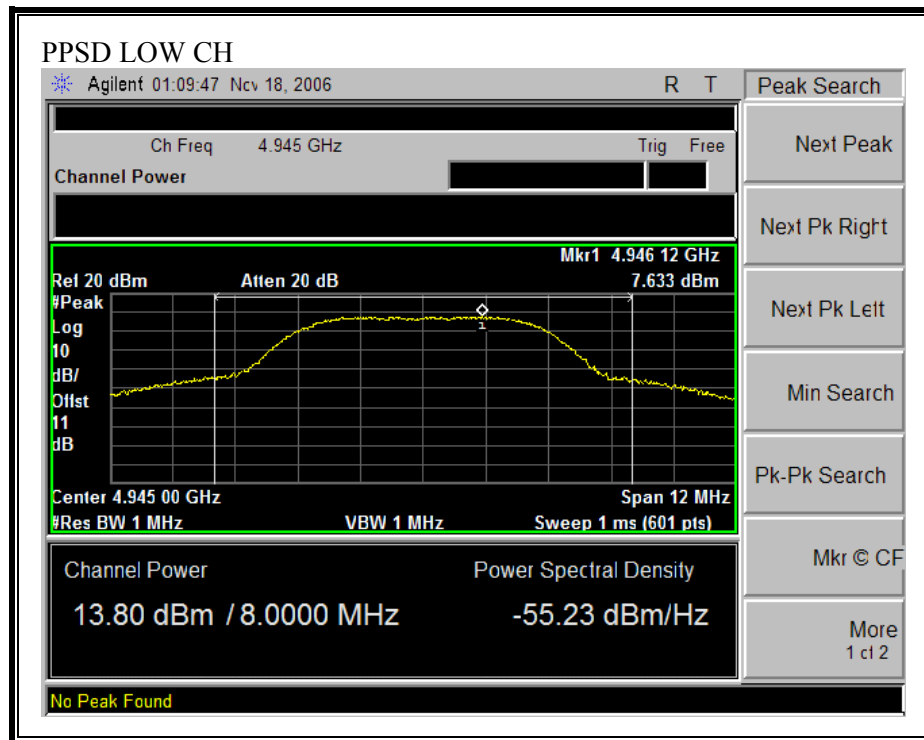 PPSD LOW CH
Agilent 01:09:47 Nov 18, 2006 R T
Peak Search
Ch Freq 4.945 GHz Trig Free
Channel Power
Next Peak
Next Pk Right
Mkr1 4.946 12 GHz
Ref 20 dBm Atten 20 dB 7.633 dBm
#Peak
Log
10
dB/
Offst
11
dB
1
Next Pk Left
Min Search
Pk-Pk Search
Center 4.945 00 GHz Span 12 MHz
#Res BW 1 MHz VBW 1 MHz Sweep 1 ms (601 pts)
Channel Power Power Spectral Density
13.80 dBm / 8.0000 MHz -55.23 dBm/Hz
Mkr © CF
More
1 of 2
No Peak Found